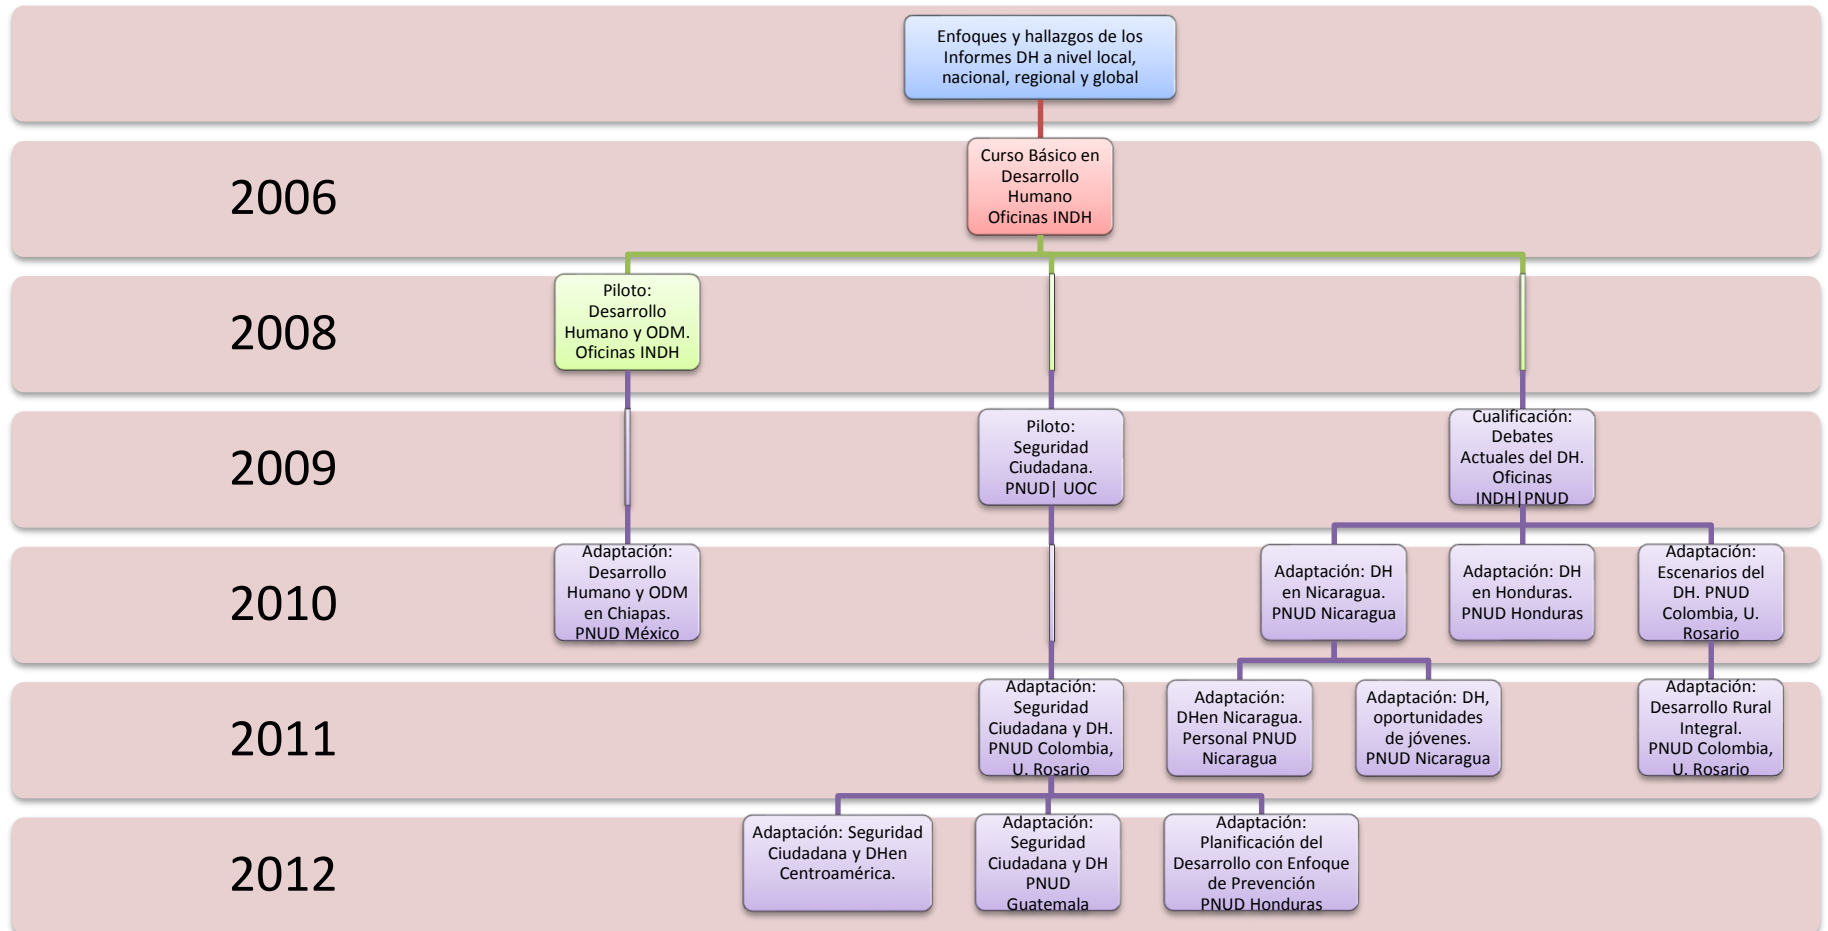 Enfoques y hallazgos de los
Informes DH a nivel local,
nacional, regional y global
2006
Curso Básico en
Desarrollo
Humano
Oficinas INDH
2008
Piloto:
Desarrollo
Humano y ODM.
Oficinas INDH
2009
Piloto:
Seguridad
Ciudadana.
PNUD| UOC
Cualificación:
Debates
Actuales del DH.
Oficinas
INDH|PNUD
2010
Adaptación:
Desarrollo
Humano y ODM
en Chiapas.
PNUD México
Adaptación: DH
en Nicaragua.
PNUD Nicaragua
Adaptación: DH
en Honduras.
PNUD Honduras
Adaptación:
Escenarios del
DH. PNUD
Colombia, U.
Rosario
2011
Adaptación:
Seguridad
Ciudadana y DH.
PNUD Colombia,
U. Rosario
Adaptación:
DHen Nicaragua.
Personal PNUD
Nicaragua
Adaptación: DH,
oportunidades
de jóvenes.
PNUD Nicaragua
Adaptación:
Desarrollo Rural
Integral.
PNUD Colombia,
U. Rosario
2012
Adaptación: Seguridad
Ciudadana y DHen
Centroamérica.
Adaptación:
Seguridad
Ciudadana y DH
PNUD
Guatemala
Adaptación:
Planificación del
Desarrollo con Enfoque
de Prevención
PNUD Honduras